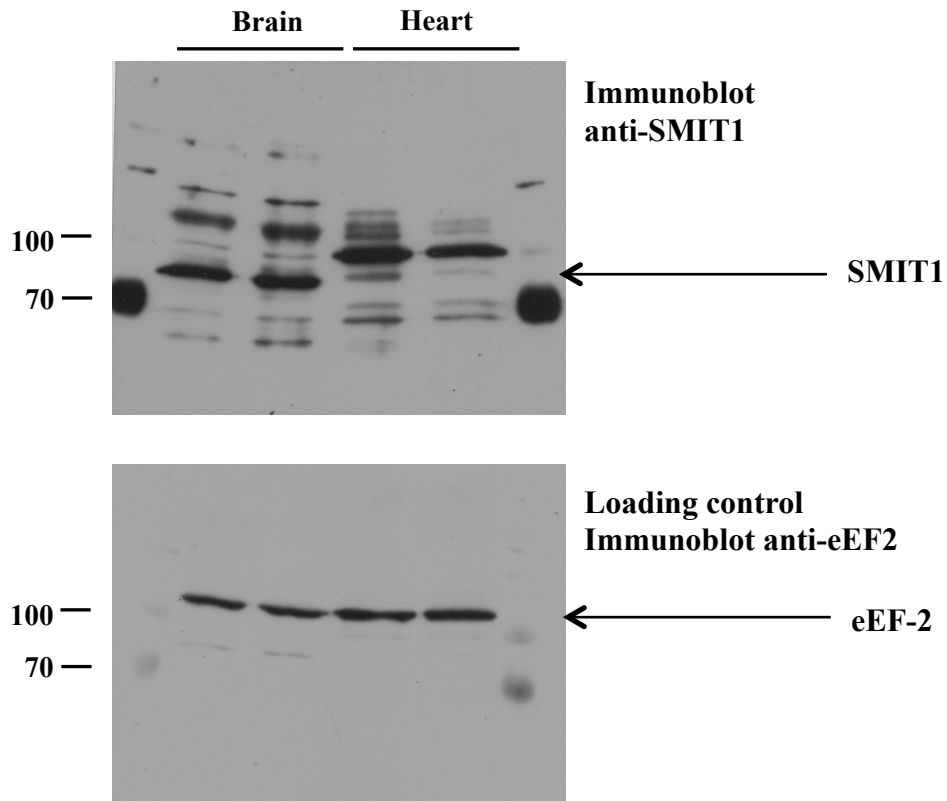 Brain Heart
Immunoblot
anti-SMIT1
100
SMIT1
70
Loading control
Immunoblot anti-eEF2
100
eEF-2
70